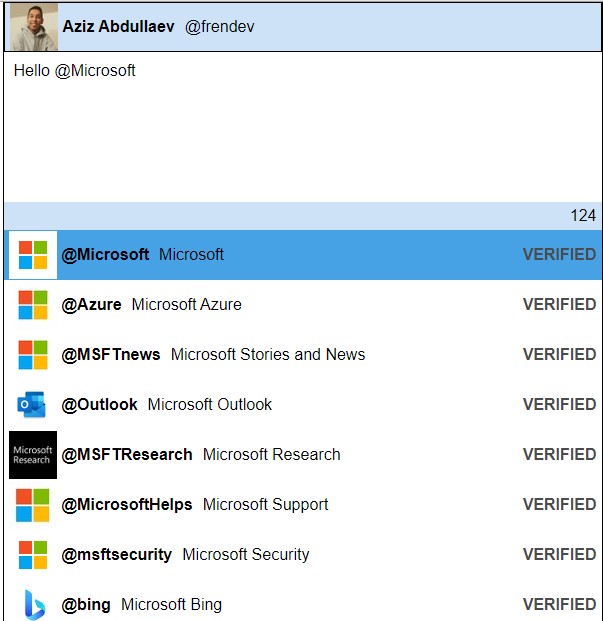 Aziz Abdullaev @frendev
Hello @Microsoft
124
@Microsoft Microsoft VERIFIED
@Azure Microsoft Azure VERIFIED
@MSFTnews Microsoft Stories and News VERIFIED
@Outlook Microsoft Outlook VERIFIED
Microsoft
Research
@MSFTResearch Microsoft Research VERIFIED
@MicrosoftHelps Microsoft Support VERIFIED
@msftsecurity Microsoft Security VERIFIED
@bing Microsoft Bing VERIFIED